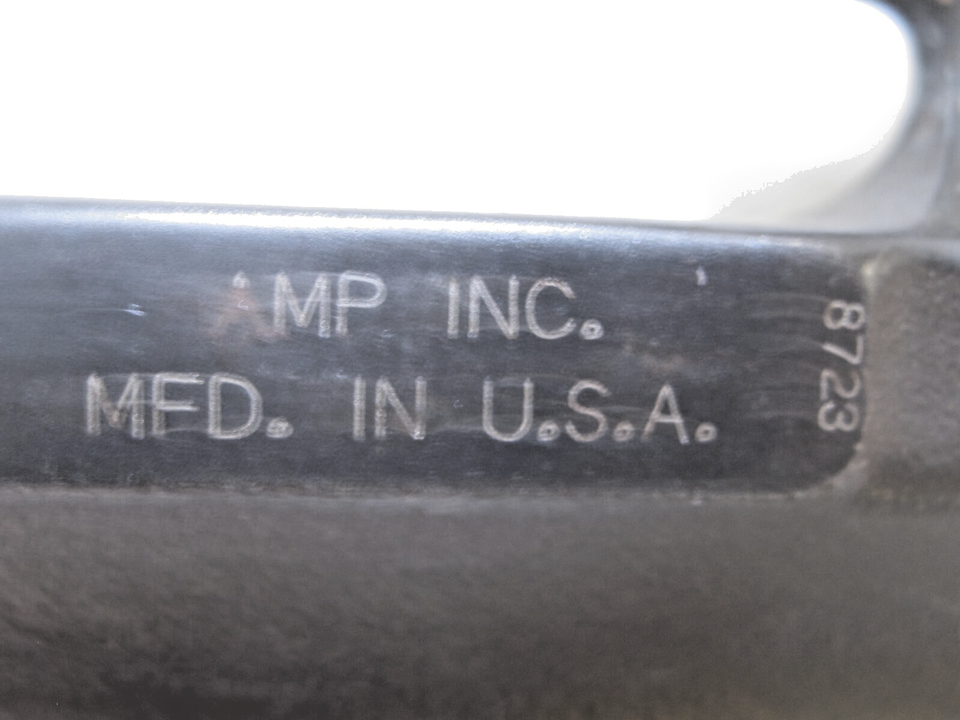 AMP INC.
MFD. IN U.S.A.
8723